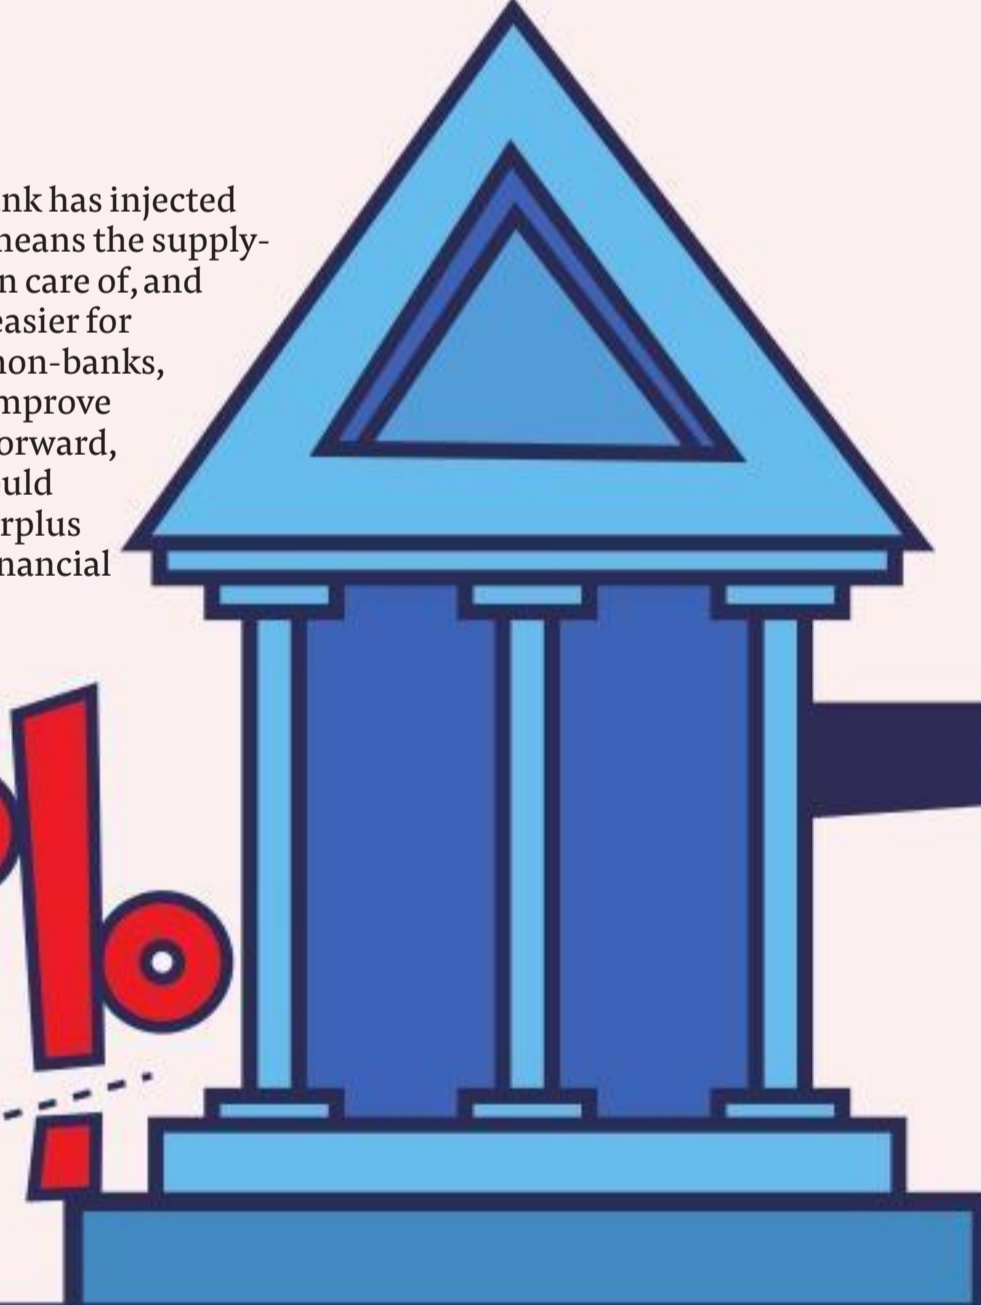 nk has injected
means the supply-
n care of, and
easier for
non-banks,
mprove
orward,
uld
rplus
nancial
%